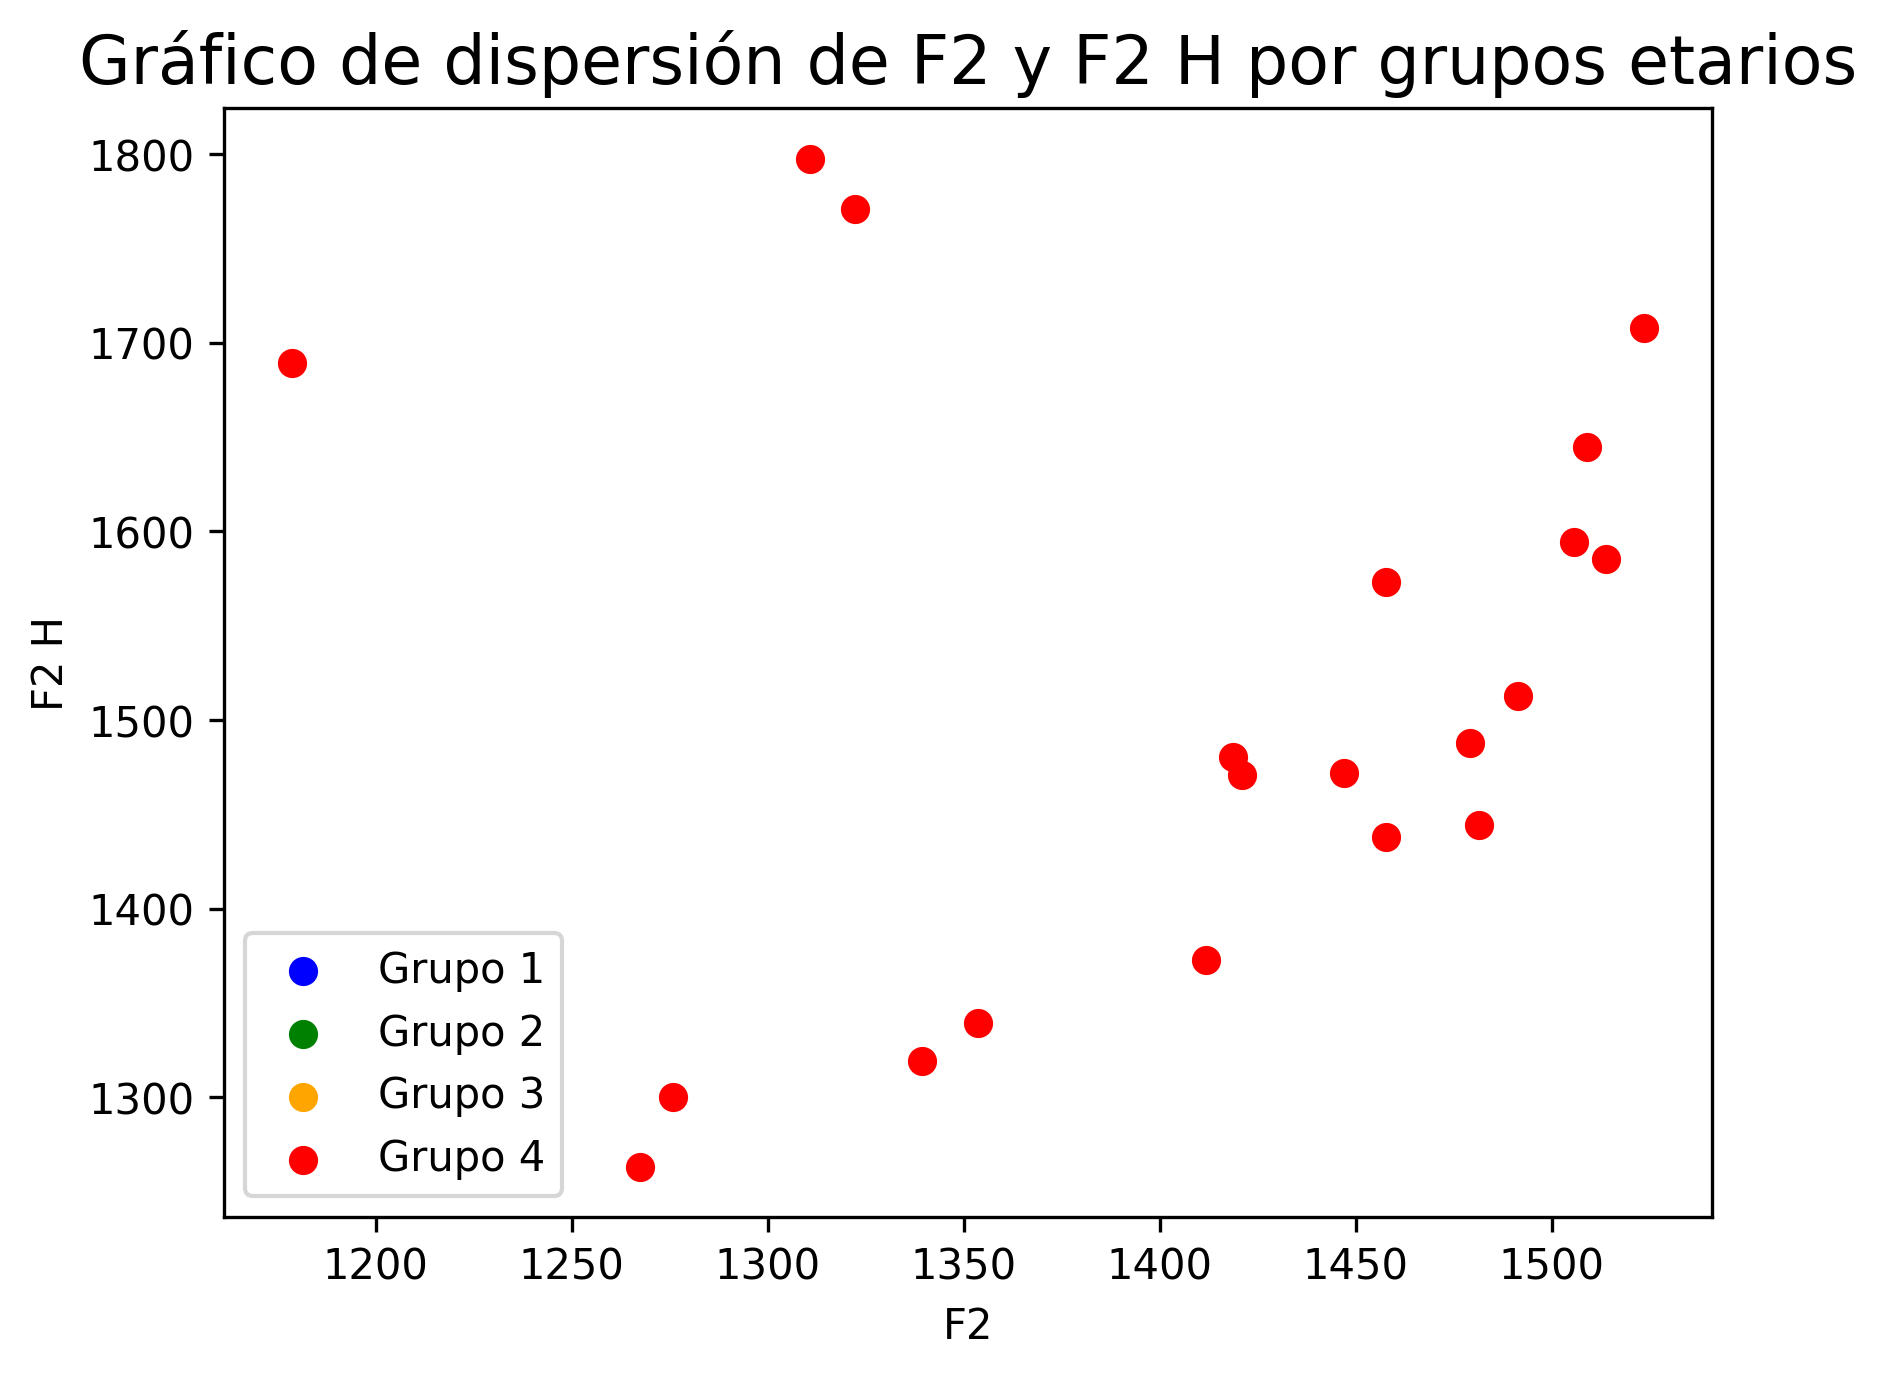 Gráfico de dispersión de F2 y F2 H por grupos etarios
1800
1700
1600
1500
1400
1300
F2 H
Grupo 1
Grupo 2
Grupo 3
Grupo 4
1200 1250 1300 1350 1400 1450 1500
F2